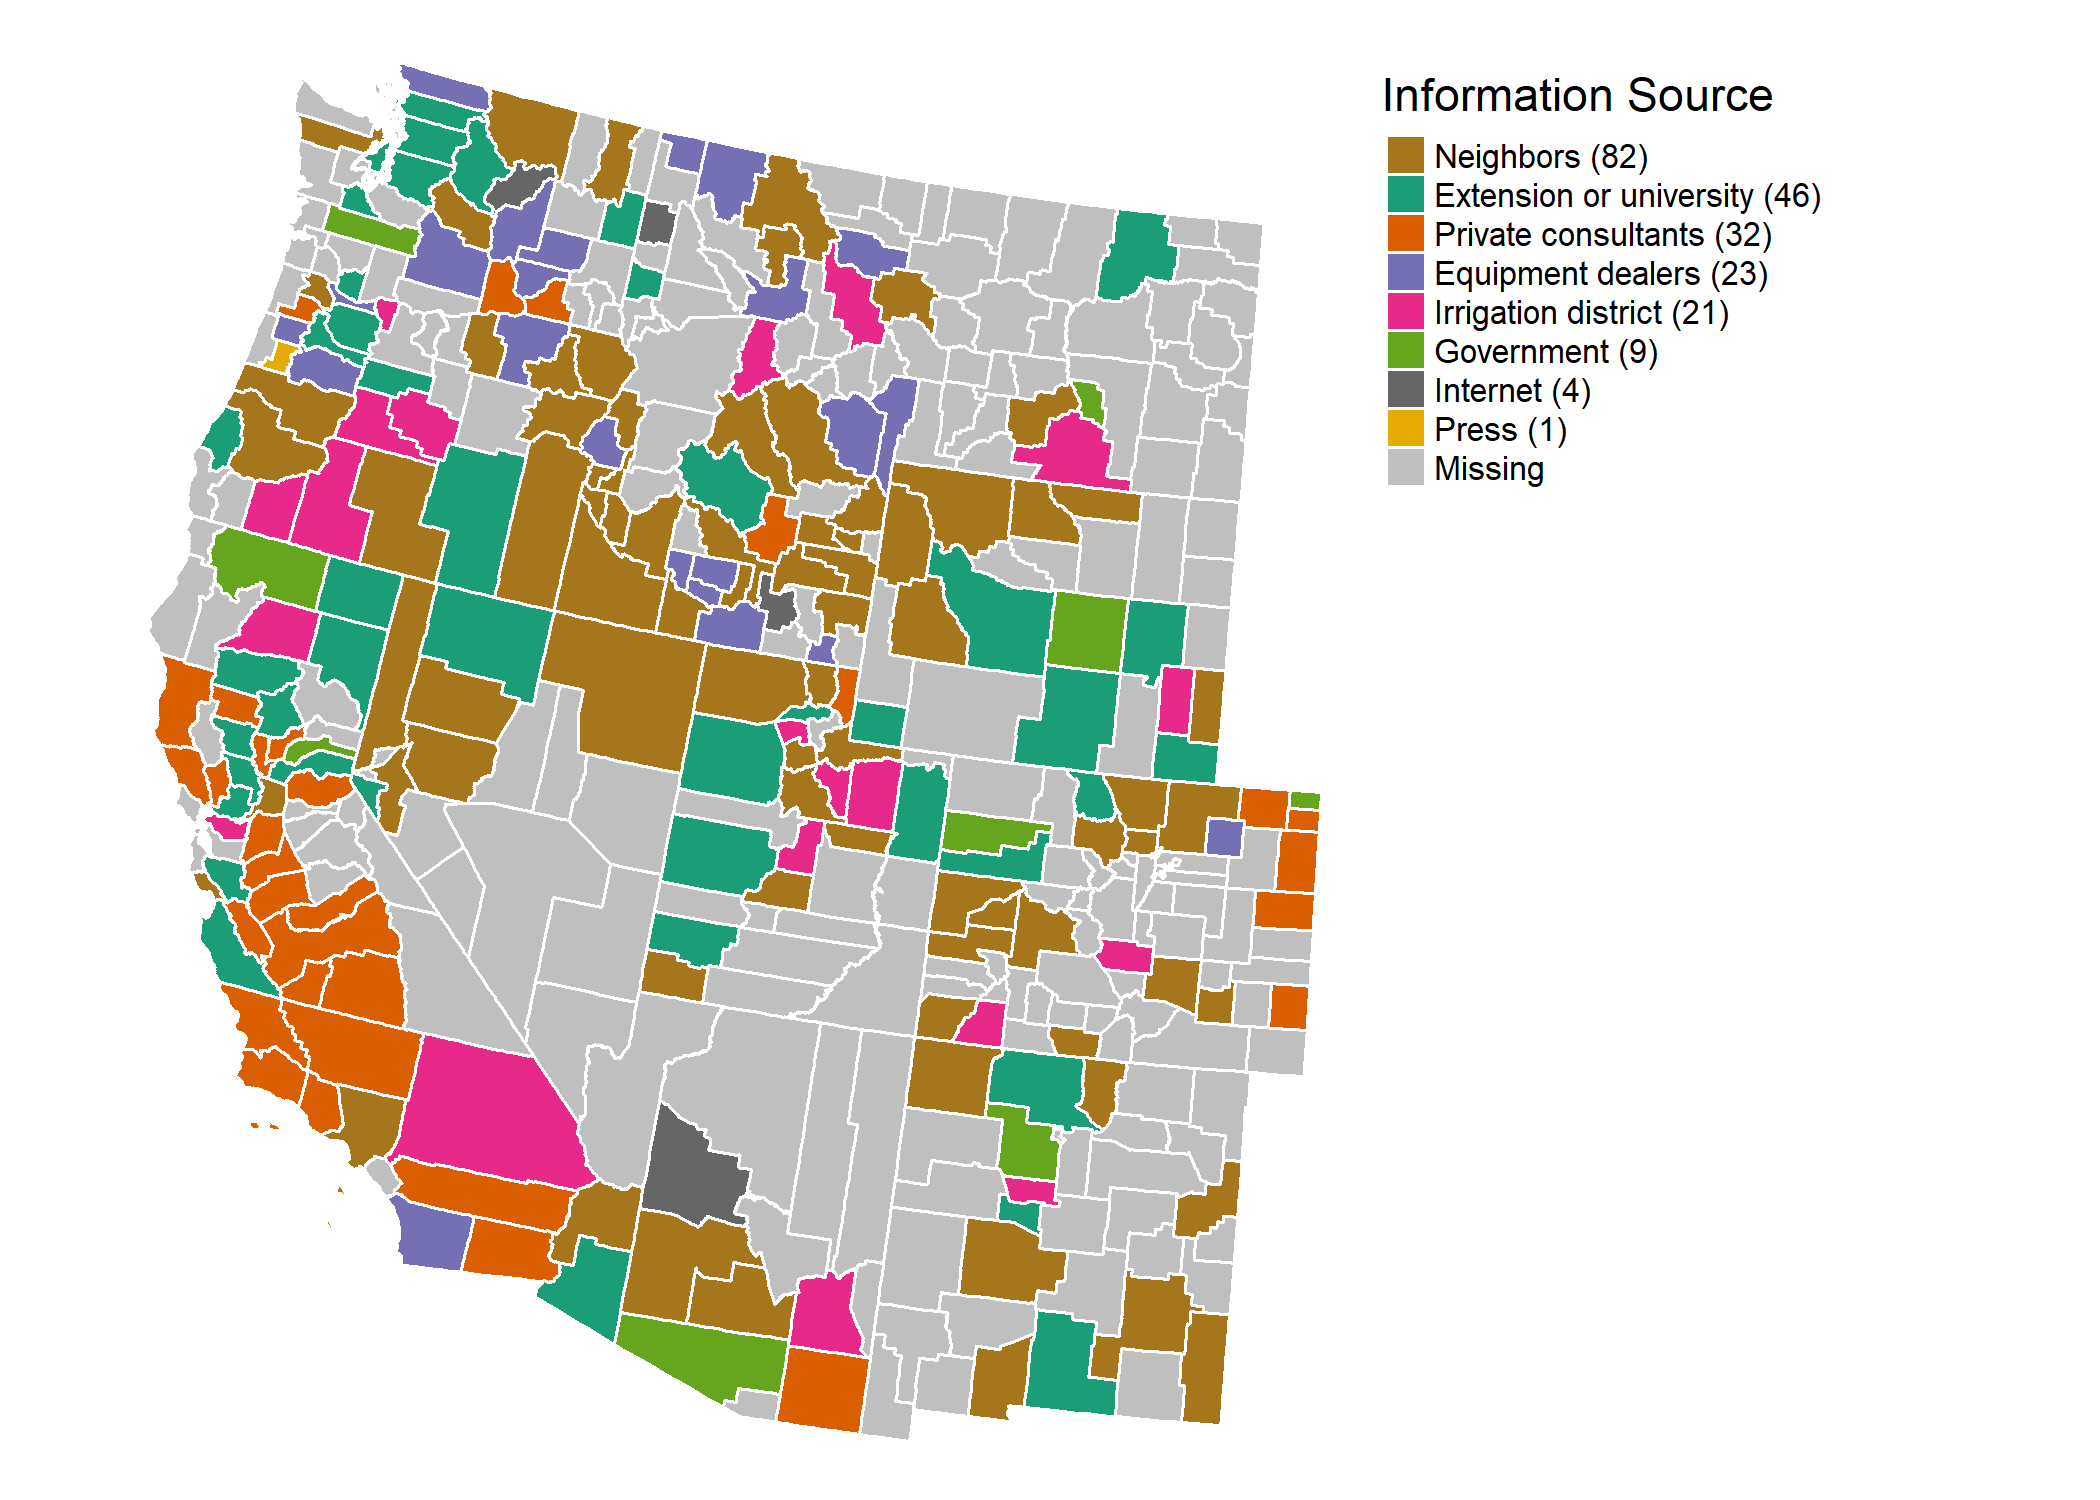 Information Source
Neighbors (82)
Extension or university (46)
Private consultants (32)
Equipment dealers (23)
Irrigation district (21)
Government (9)
Internet (4)
Press (1)
Missing